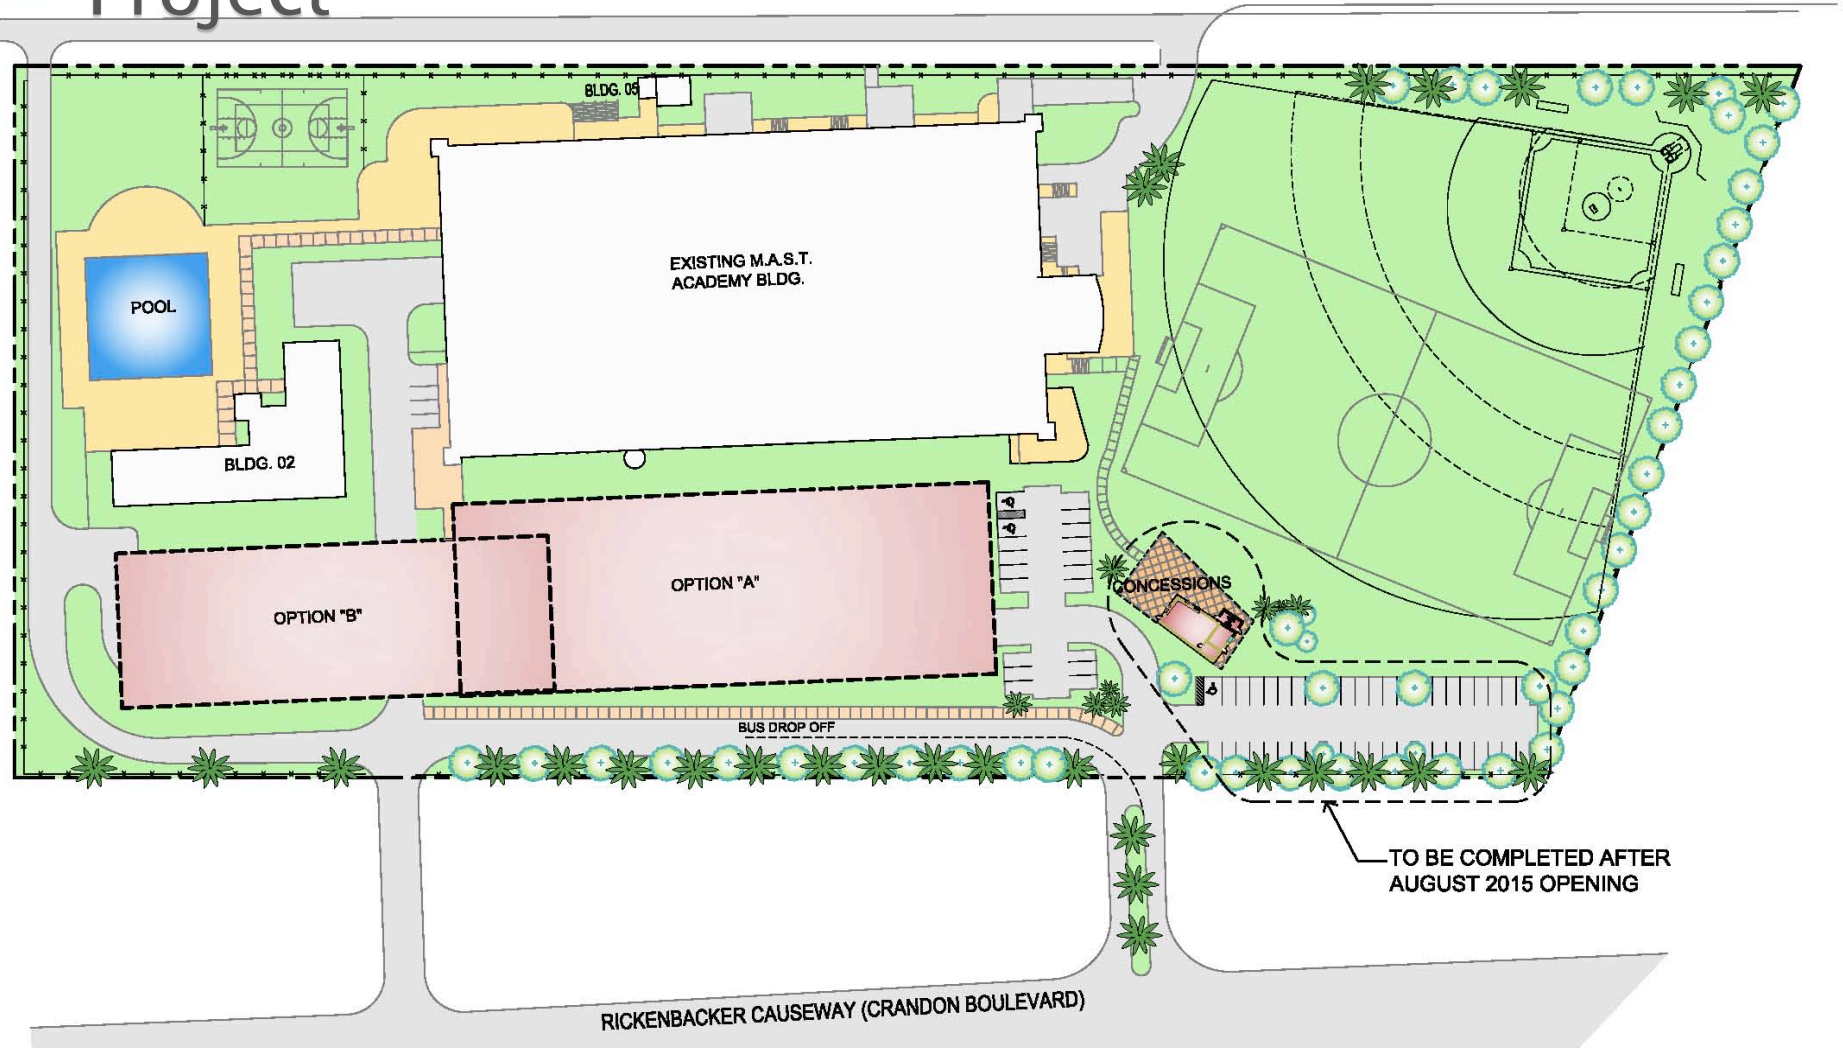 Project
BLDG. 05
EXISTING M.A.S.T.
ACADEMY BLDG.
POOL
BLDG. 02
OPTION "A"
CONCESSIONS
OPTION "B"
BUS DROP OFF
TO BE COMPLETED AFTER
AUGUST 2015 OPENING
RICKENBACKER CAUSEWAY (CRANDON BOULEVARD)